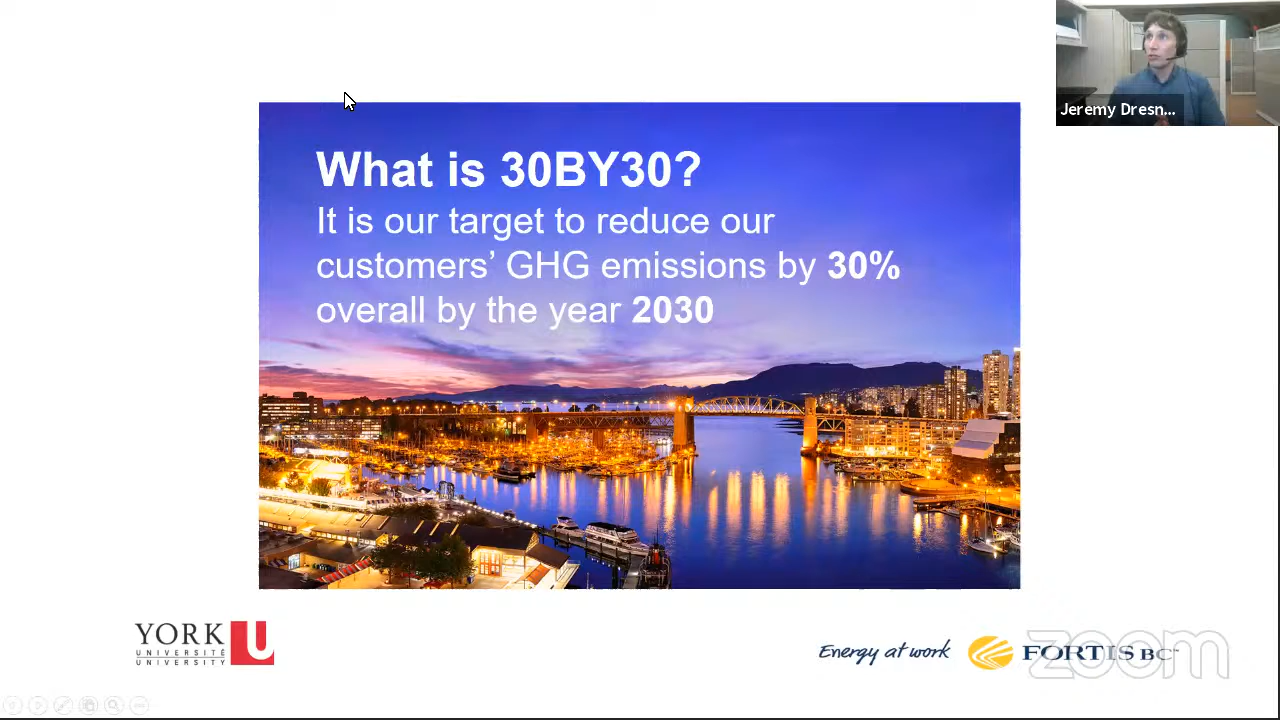 Jeremy Dresn...
What is 30BY30?
It is our target to reduce our
customers’ GHG emissions by 30%
overall by the year 2030
YORK U
UNIVERSITÉ
UNIVERSITY
Energy at work
FORTIS BC™
zoom